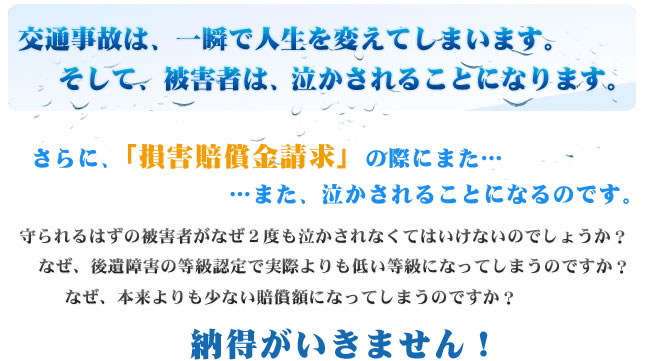 交通事故は、一瞬で人生を変えてしまいます。
そして、被害者は、泣かされることになります。
さらに、「損害賠償金請求」の際にまた…
…また、泣かされることになるのです。
守られるはずの被害者がなぜ２度も泣かされなくてはいけないのでしょうか？
なぜ、後遺障害の等級認定で実際よりも低い等級になってしまうのですか？
なぜ、本来よりも少ない賠償額になってしまうのですか？
納得がいきません！